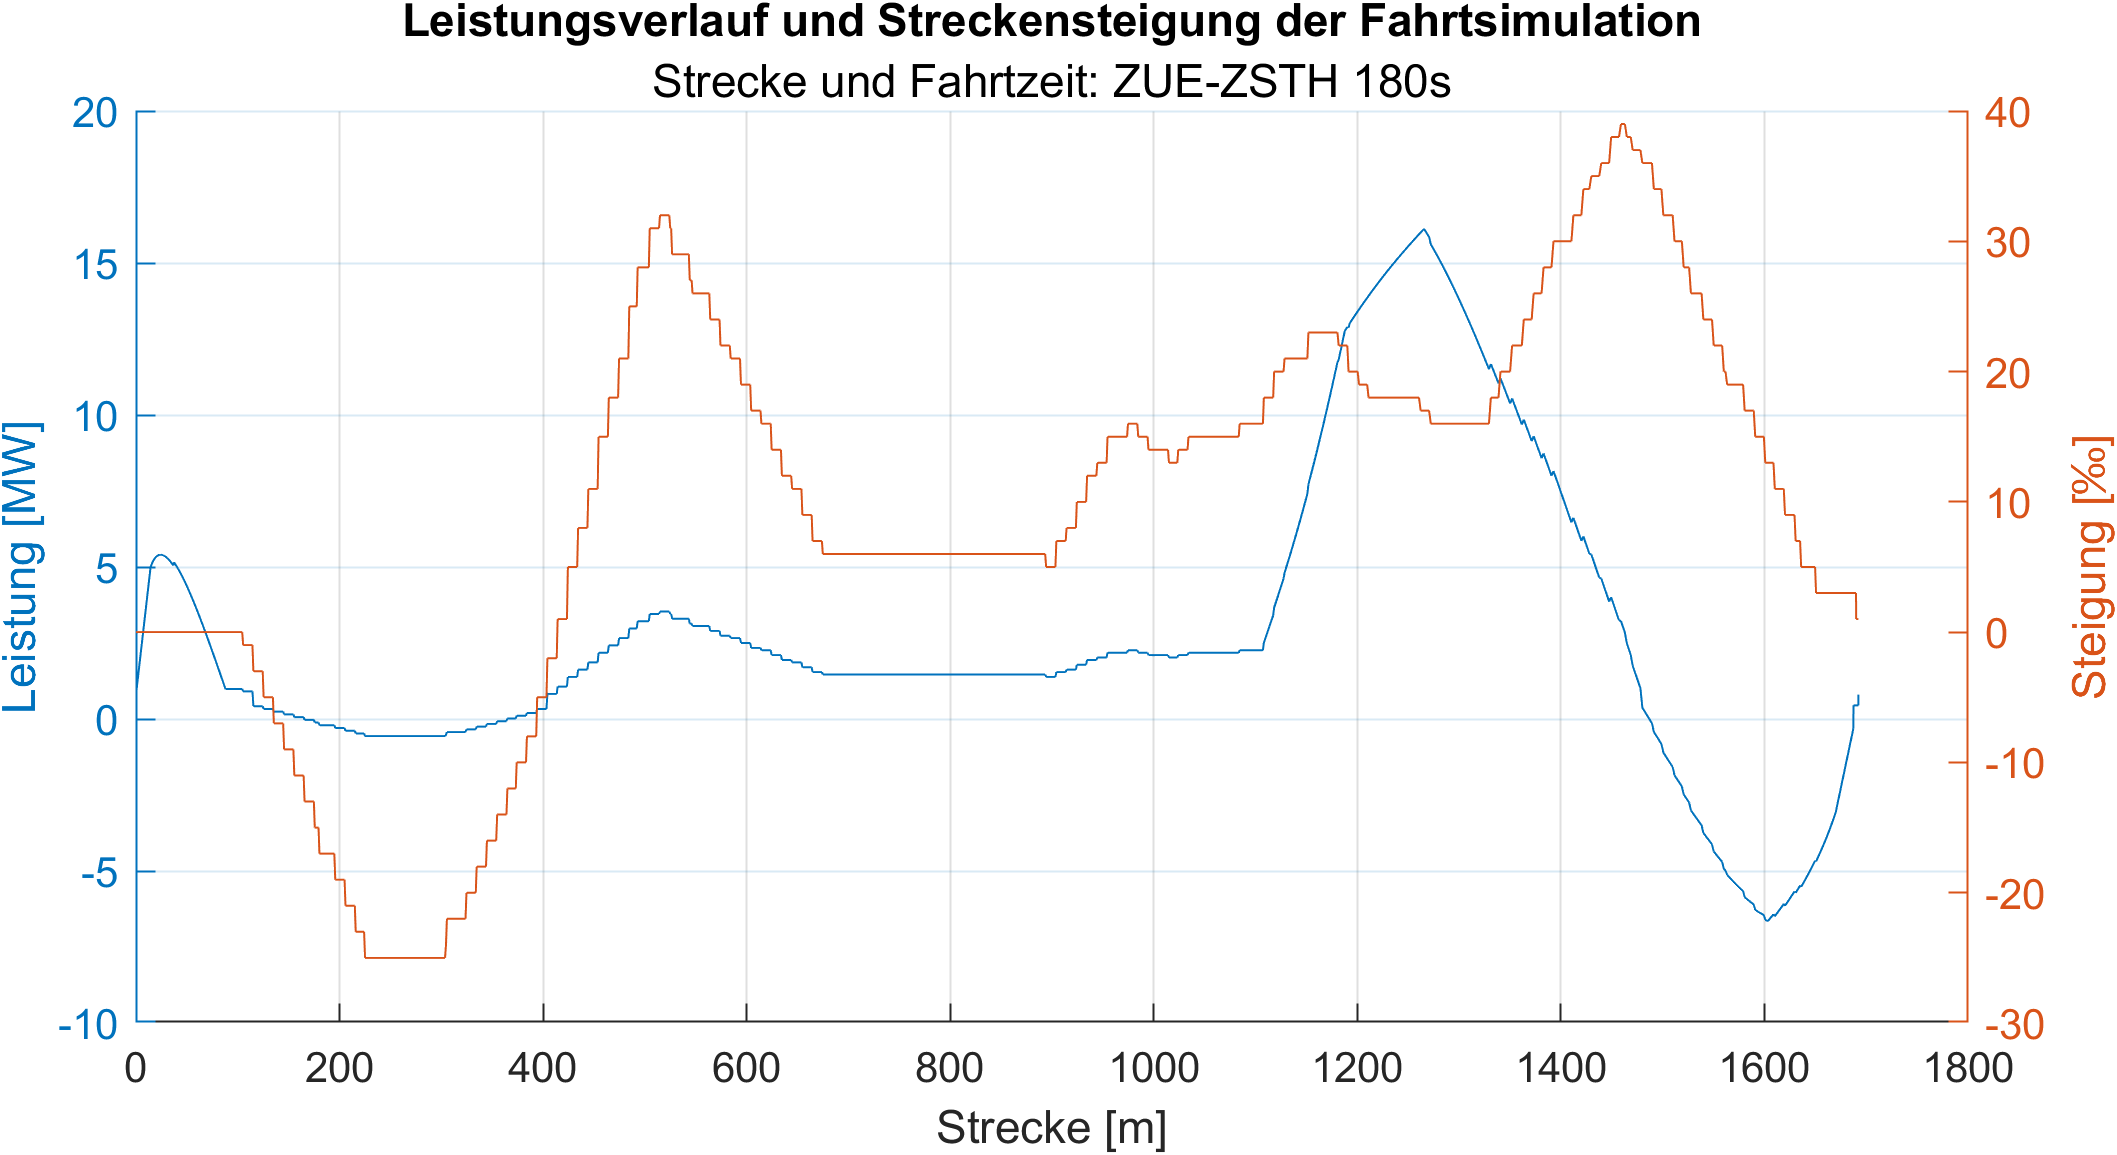 Leistungsverlauf und Streckensteigung der Fahrtsimulation
Strecke und Fahrtzeit: ZUE-ZSTH 180s
Leistung [MW]
20
15
10
5
0
-5
-10
Steigung [‰]
40
30
20
10
0
-10
-20
-30
0 200 400 600 800 1000 1200 1400 1600 1800
Strecke [m]